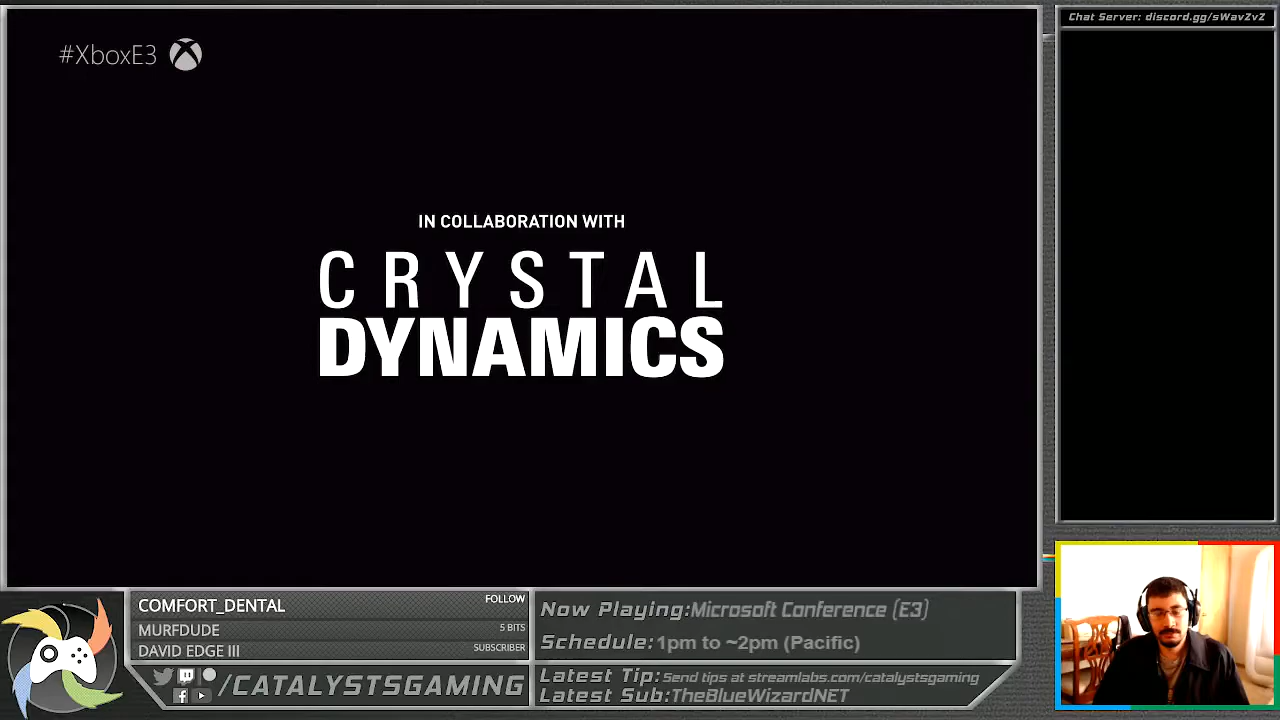 Chat Server: discord.gg/sWavZvZ
#XboxE3
IN COLLABORATION WITH
CRYSTAL
DYNAMICS
COMFORT_DENTAL FOLLOW
MURFDUDE 5 BITS
DAVID EDGE III SUBSCRIBER
CATALYSTSGAMING
Now Playing:Microsoft Conference (E3)
Schedule:1pm to ~2pm (Pacific)
Latest Tip:Send tips at streamlabs.com/catalystsgaming
Latest Sub:TheBlueWizardNET